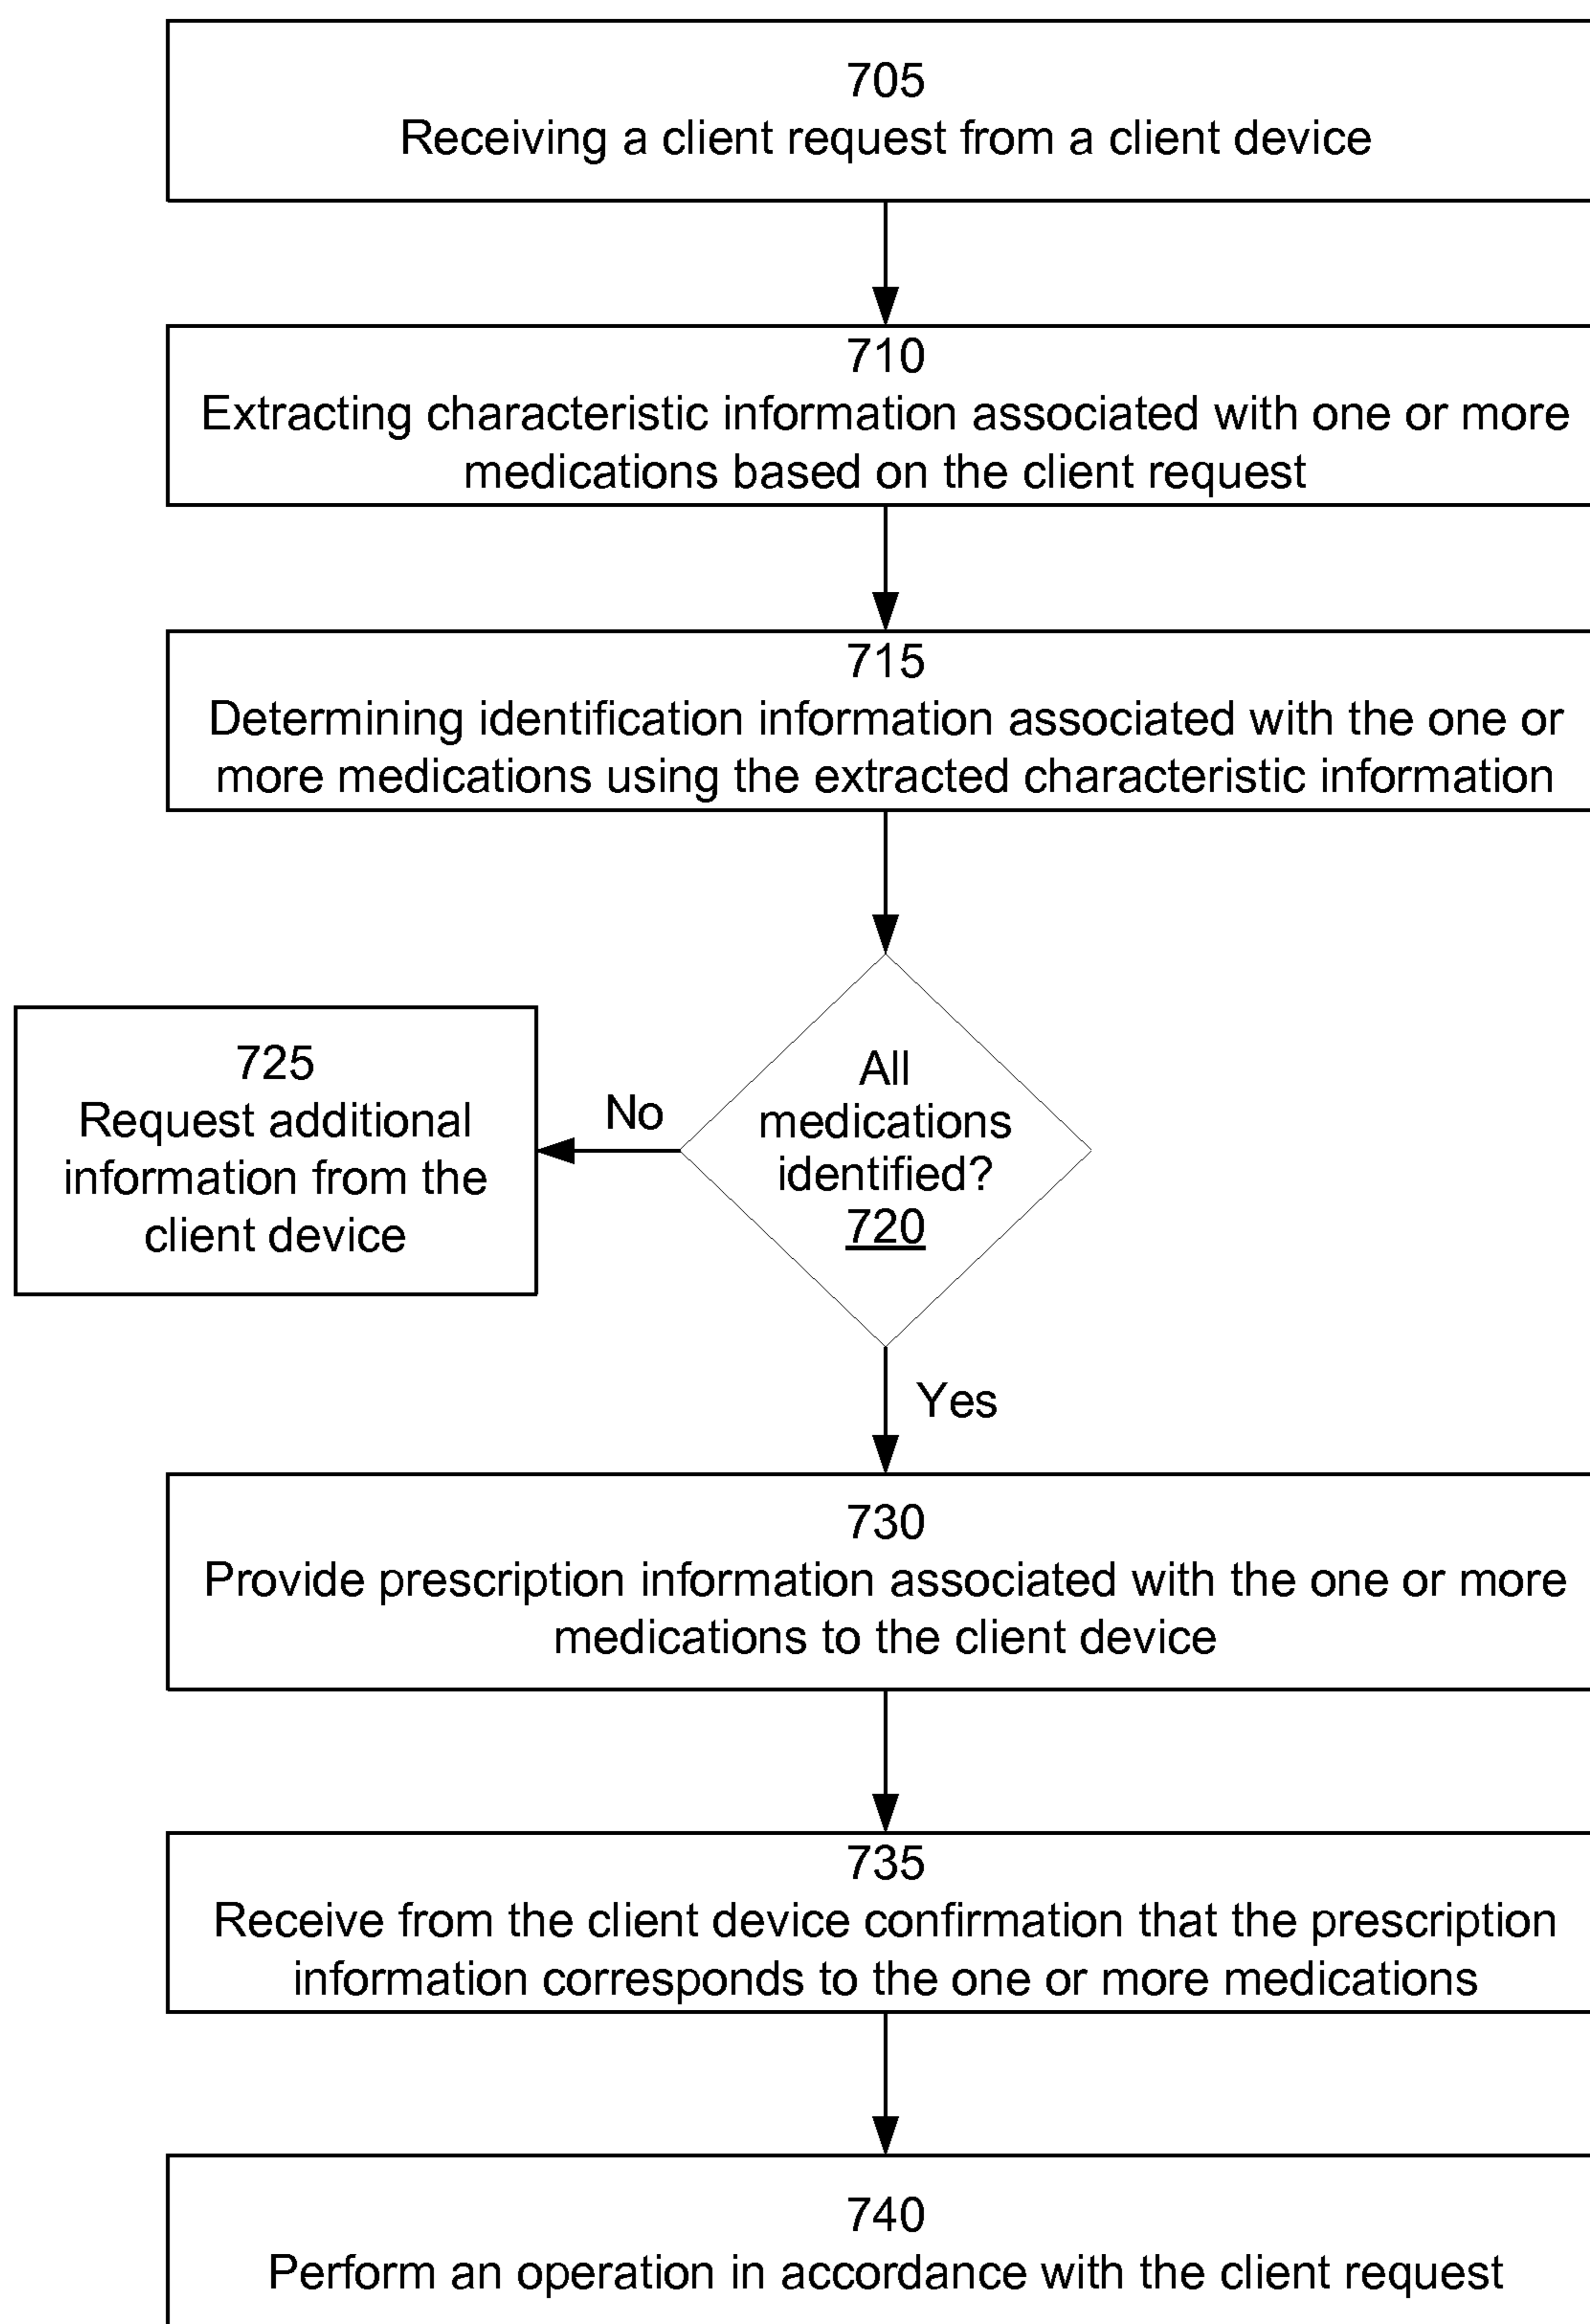 705
Receiving a client request from a client device
710
Extracting characteristic information associated with one or more
medications based on the client request
715
Determining identification information associated with the one or
more medications using the extracted characteristic information
725
Request additional
information from the
client device
No
All
medications
identified?
720
Yes
730
Provide prescription information associated with the one or more
medications to the client device
735
Receive from the client device confirmation that the prescription
information corresponds to the one or more medications
740
Perform an operation in accordance with the client request